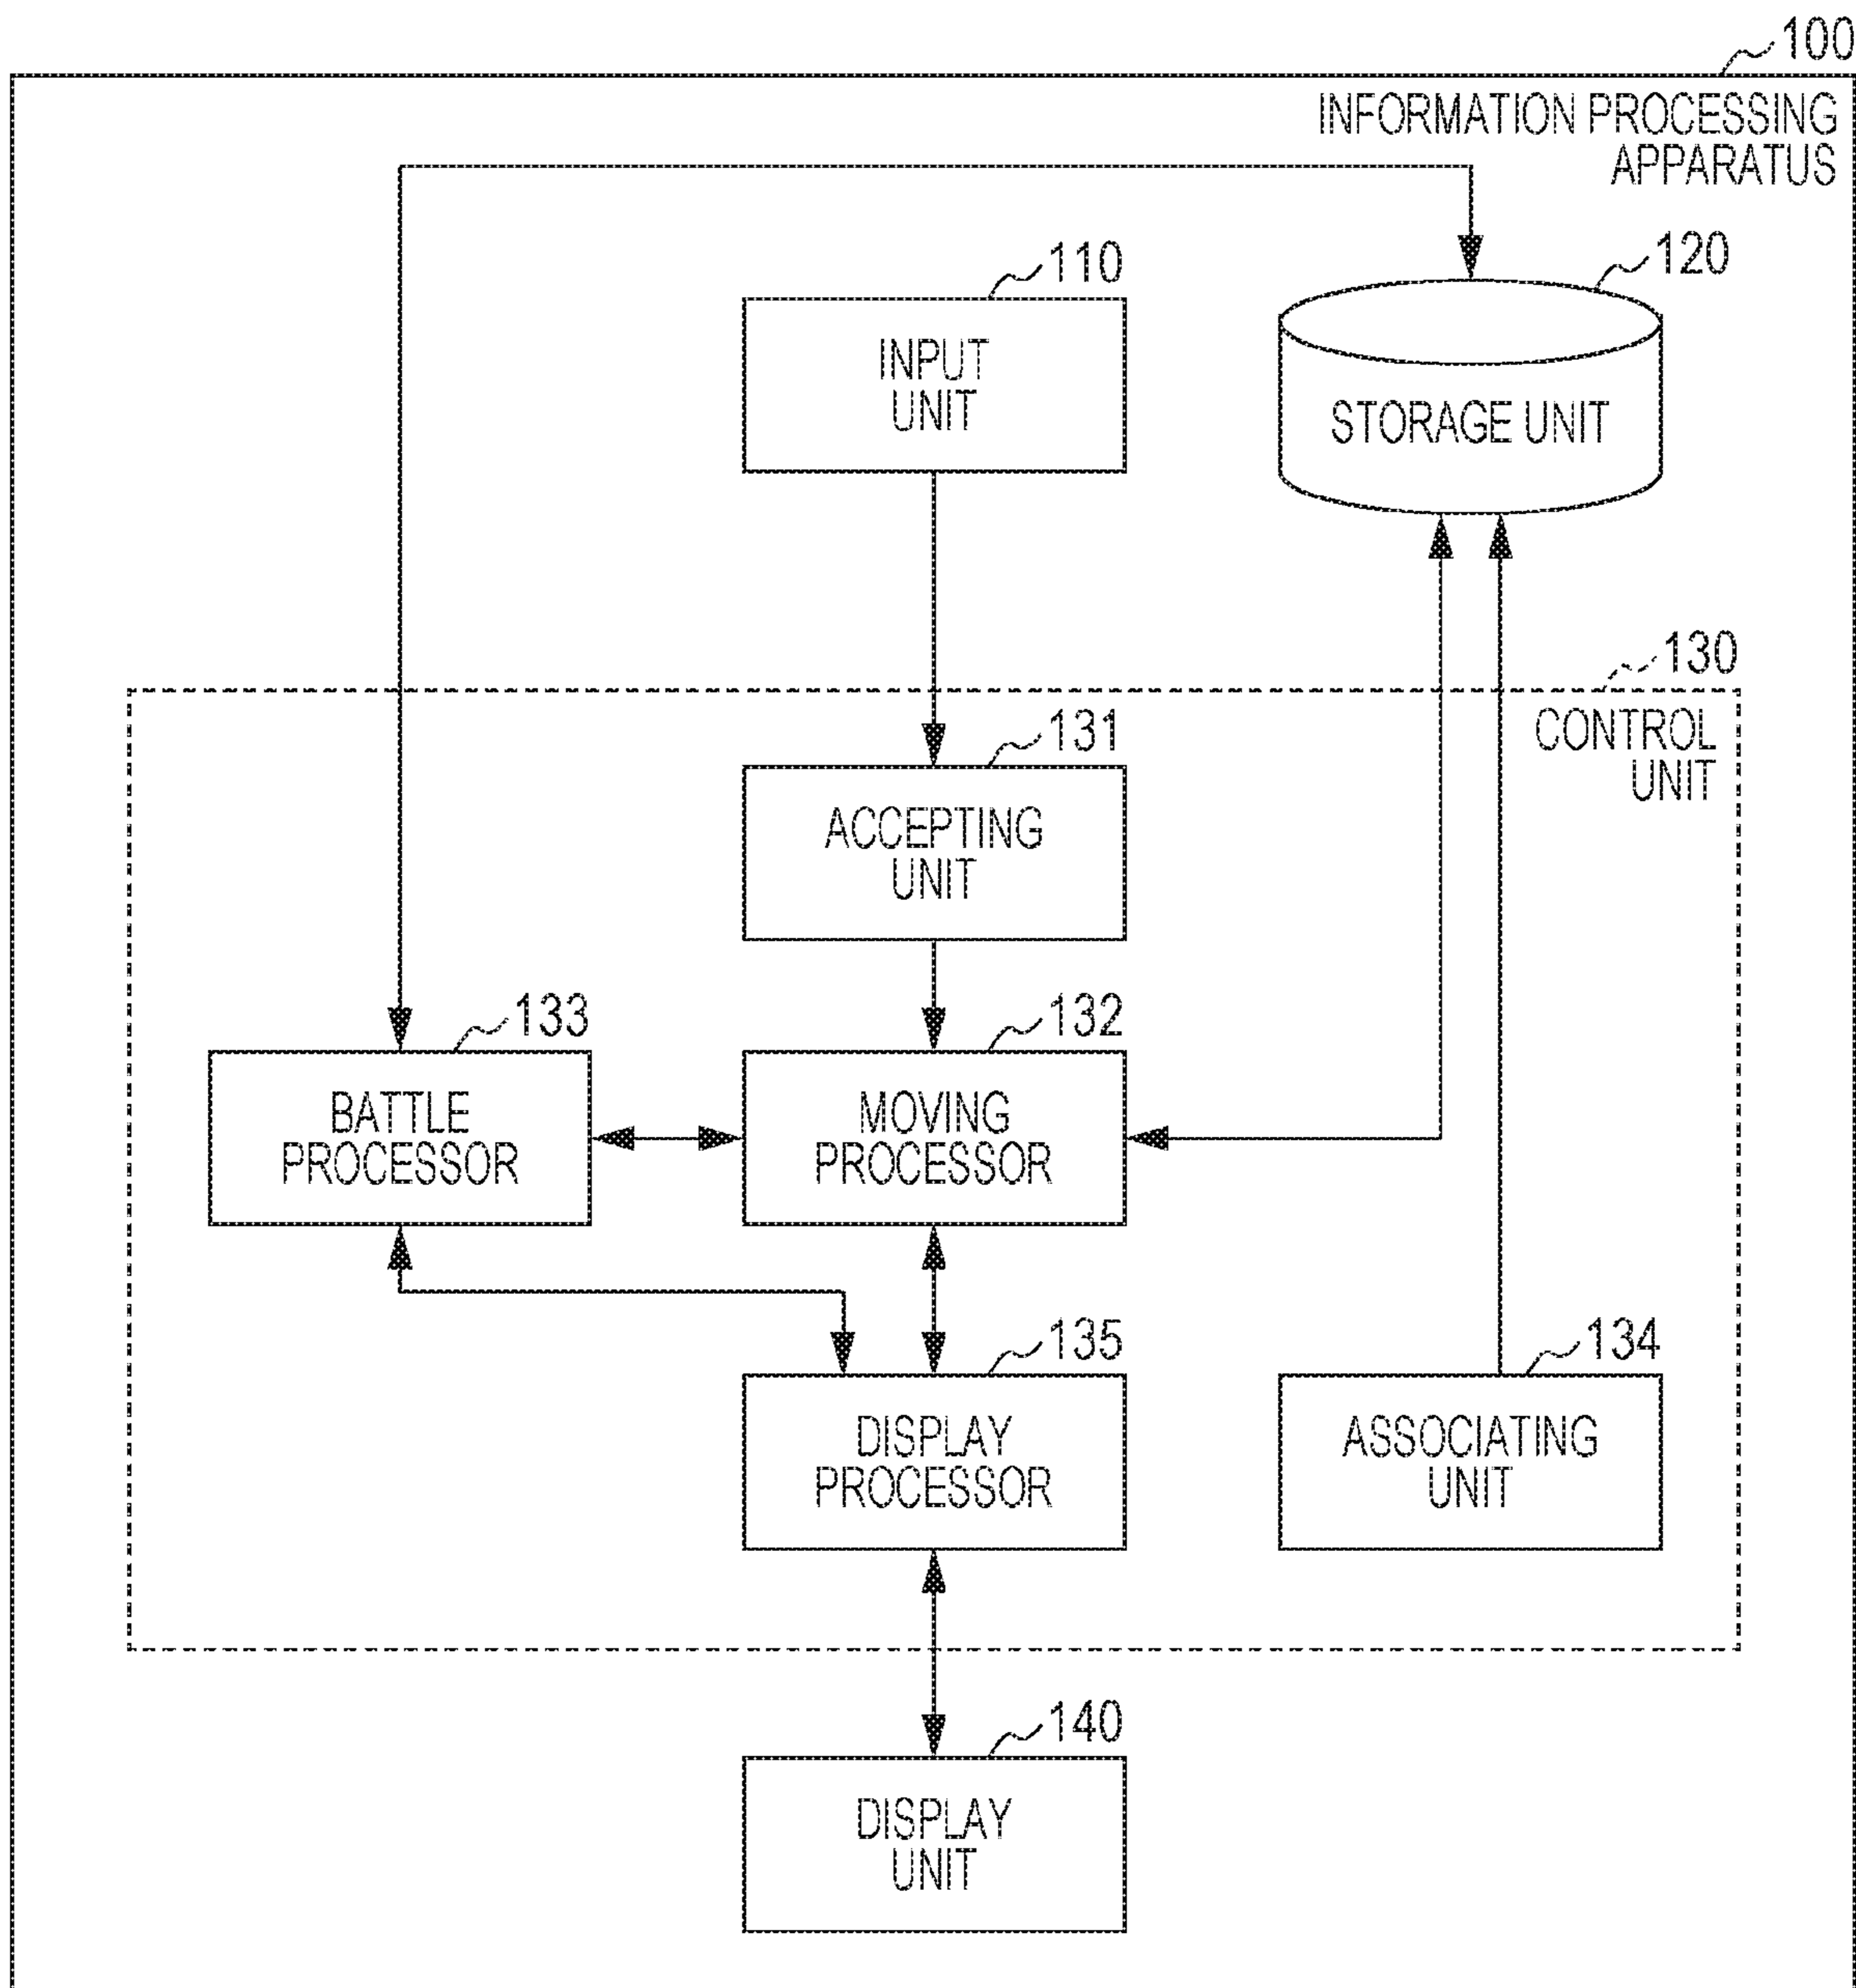 100
INFORMATION PROCESSING
APPARATUS
110
INPUT
UNIT
120
STORAGE UNIT
130
CONTROL
UNIT
131
ACCEPTING
UNIT
133
BATTLE
PROCESSOR
132
MOVING
PROCESSOR
135
DISPLAY
PROCESSOR
134
ASSOCIATING
UNIT
140
DISPLAY
UNIT